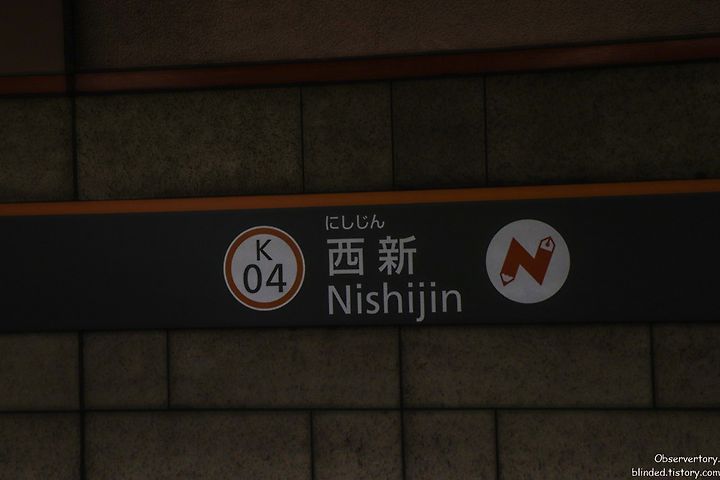 K
04
にしじん
西新
Nishijin
Observertory.
blinded.tistory.com